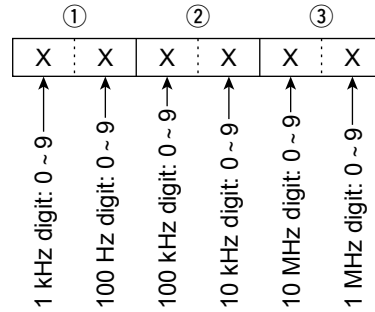 ① ② ③
X X X X X X
1 kHz digit: 0 ~ 9
100 Hz digit: 0 ~ 9
100 kHz digit: 0 ~ 9
10 kHz digit: 0 ~ 9
10 MHz digit: 0 ~ 9
1 MHz digit: 0 ~ 9